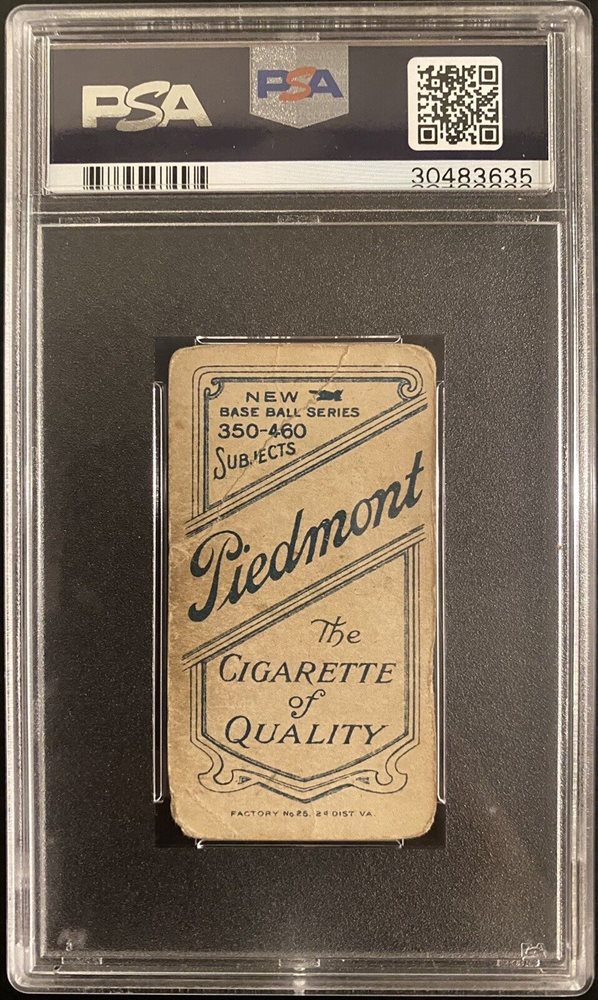 PSA
PSA
30483635
NEW
BASE BALL SERIES
350-460
SUBJECTS
Piedmont
The
CIGARETTE
of
QUALITY
FACTORY No 25. 2d DIST VA.